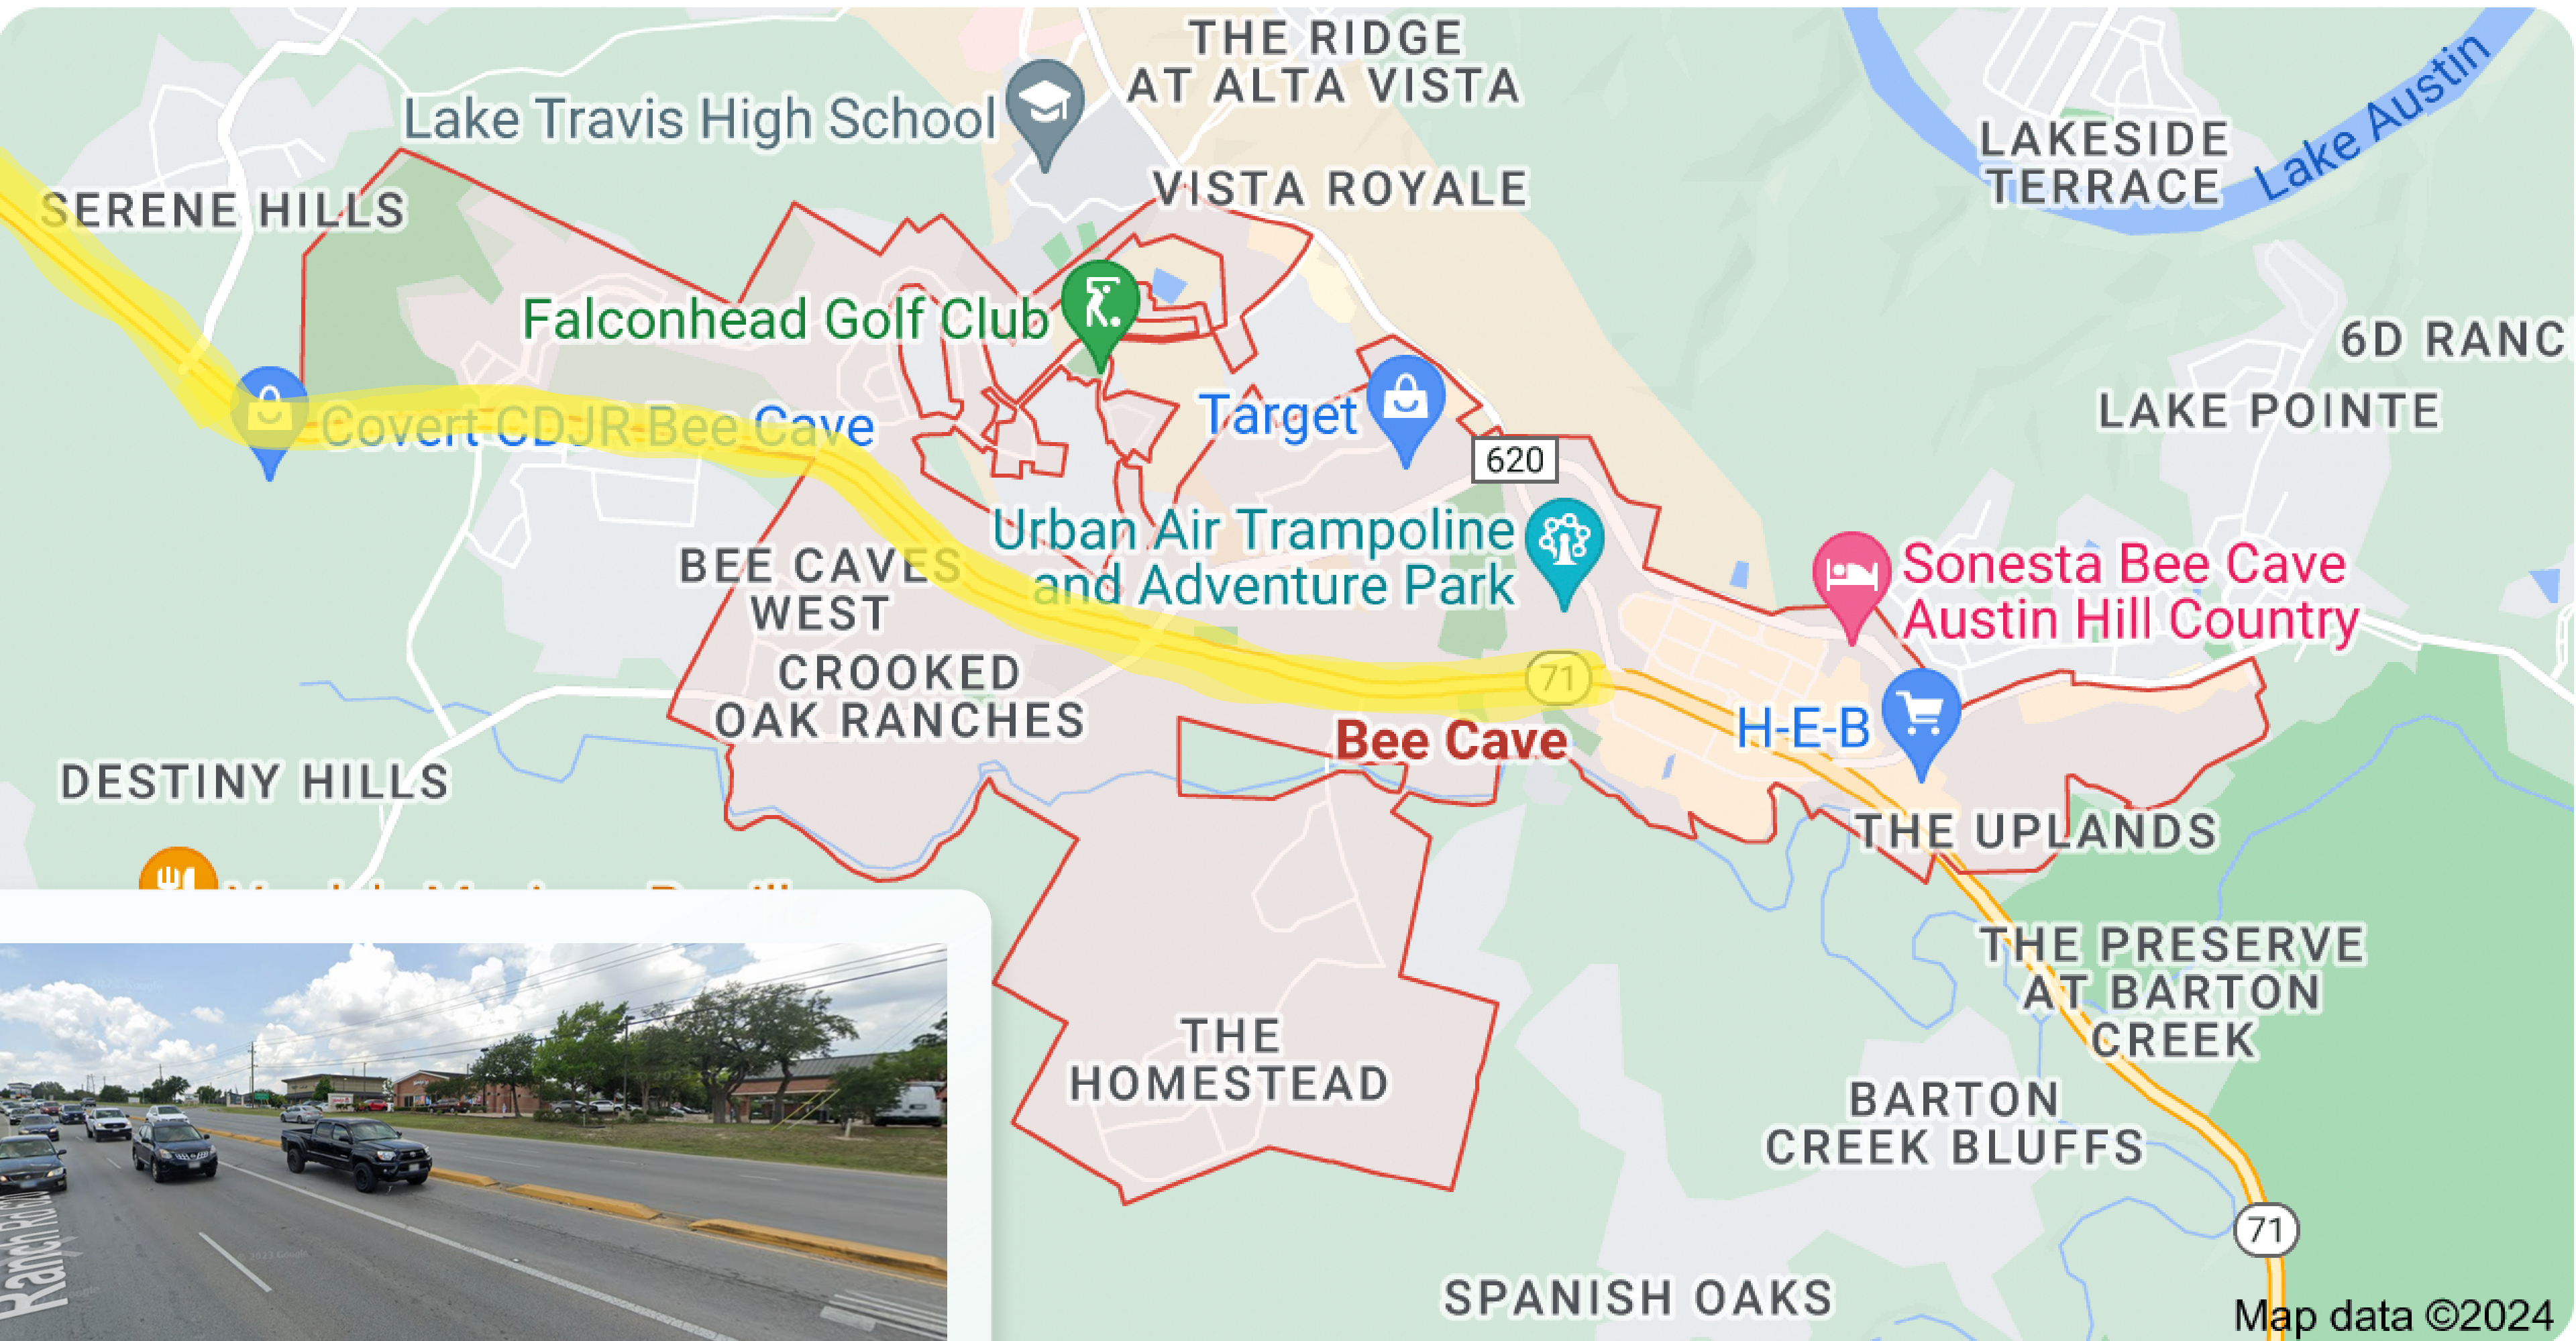 THE RIDGE
AT ALTA VISTA
Lake Travis High School
VISTA ROYALE
LAKESIDE
TERRACE
Lake Austin
SERENE HILLS
Falconhead Golf Club
6D RANC
LAKE POINTE
Covert CDJR Bee Cave
Target
620
Urban Air Trampoline
and Adventure Park
BEE CAVES
WEST
Sonesta Bee Cave
Austin Hill Country
CROOKED
OAK RANCHES
71
Bee Cave
H-E-B
DESTINY HILLS
THE UPLANDS
THE PRESERVE
AT BARTON
CREEK
THE
HOMESTEAD
BARTON
CREEK BLUFFS
71
SPANISH OAKS
Ranch Rd
Map data ©2024